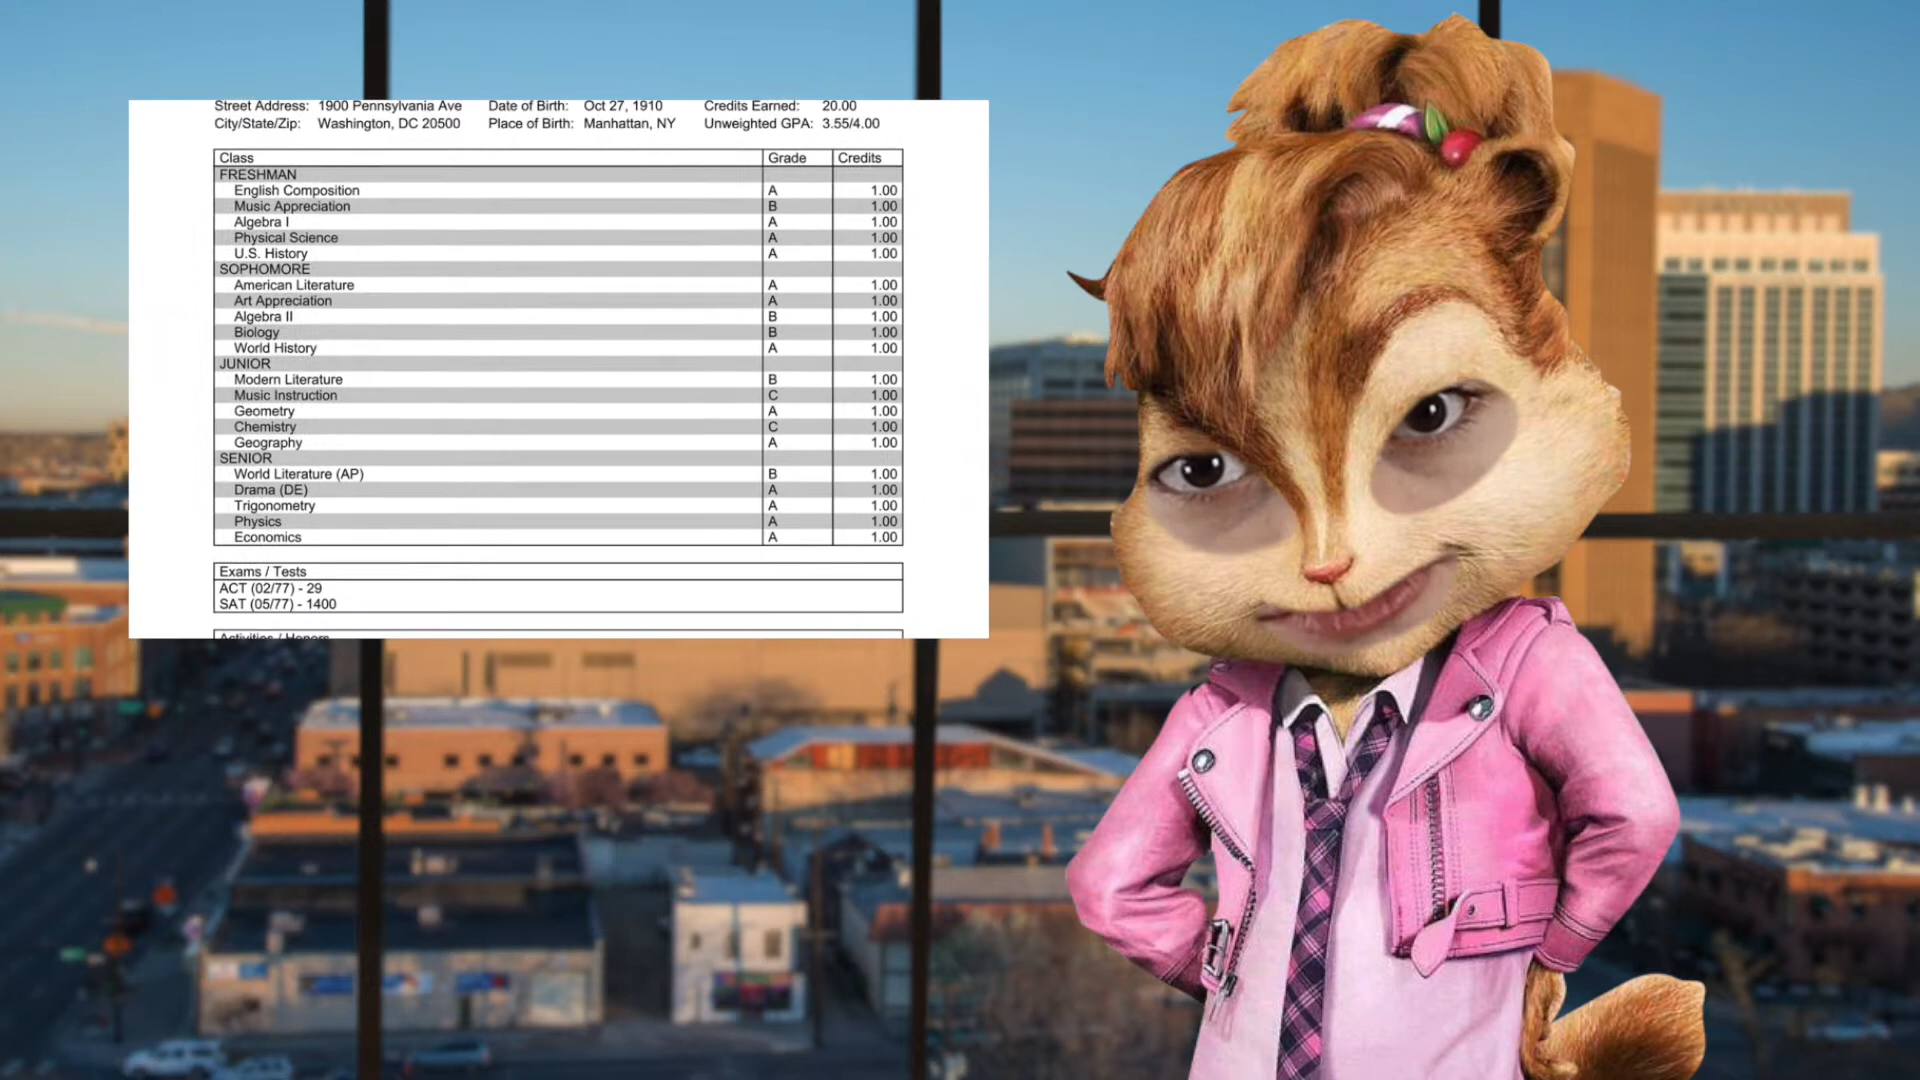 Street Address: 1900 Pennsylvania Ave Date of Birth: Oct 27, 1910 Credits Earned: 20.00
City/State/Zip: Washington, DC 20500 Place of Birth: Manhattan, NY Unweighted GPA: 3.55/4.00
Class Grade Credits
FRESHMAN
English Composition A 1.00
Music Appreciation B 1.00
Algebra I A 1.00
Physical Science A 1.00
U.S. History A 1.00
SOPHOMORE
American Literature A 1.00
Art Appreciation A 1.00
Algebra II B 1.00
Biology B 1.00
World History A 1.00
JUNIOR
Modern Literature B 1.00
Music Instruction C 1.00
Geometry A 1.00
Chemistry C 1.00
Geography A 1.00
SENIOR
World Literature (AP) B 1.00
Drama (DE) A 1.00
Trigonometry A 1.00
Physics A 1.00
Economics A 1.00
Exams / Tests
ACT (02/77) - 29
SAT (05/77) - 1400
Activities / Honors